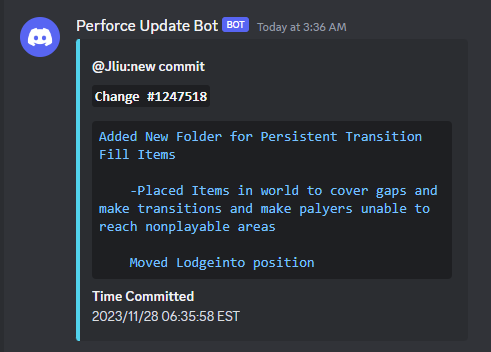 Perforce Update Bot BOT Today at 3:36 AM
@Jliu:new commit
Change #1247518
Added New Folder for Persistent Transition
Fill Items
-Placed Items in world to cover gaps and
make transitions and make palyers unable to
reach nonplayable areas
Moved Lodgeinto position
Time Committed
2023/11/28 06:35:58 EST